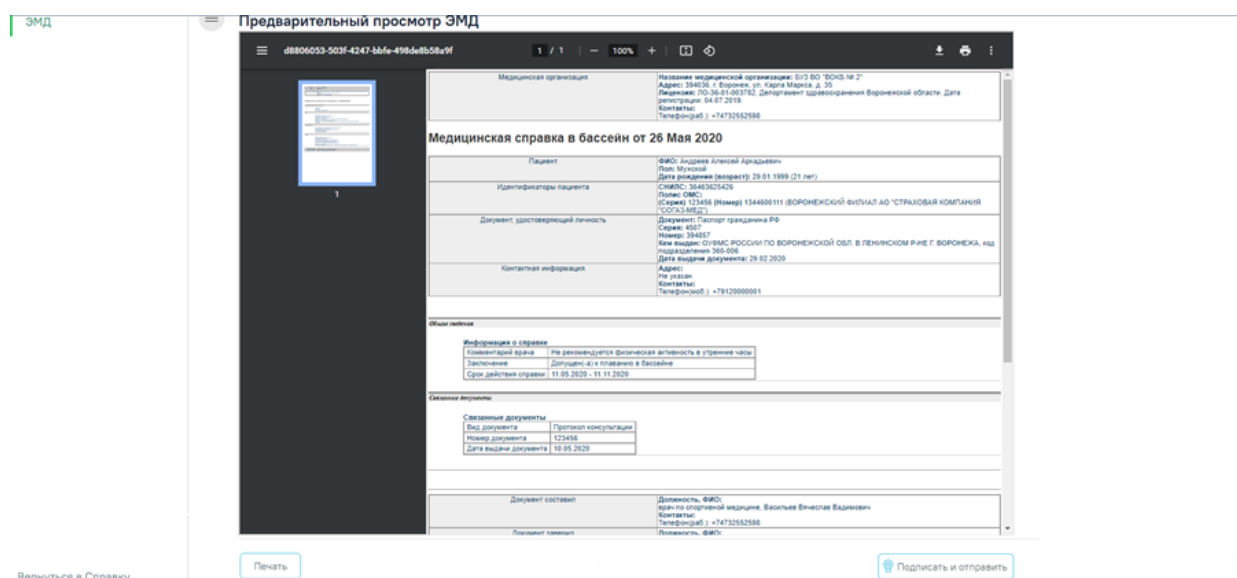 ЭМД
Предварительный просмотр ЭМД
d8806053-503f-4247-bbfe-498de8b58a9f 1 / 1 — 100% +
1
Медицинская организация
Название медицинской организации: БУЗ ВО "ВОКБ № 2"
Адрес: 394036, г. Воронеж, ул. Карла Маркса, д. 35
Лицензия: ЛО-36-01-003782, Департамент здравоохранения Воронежской области. Дата
регистрации: 04.07.2019
Контакты:
Телефон(раб.): +74732552598
Медицинская справка в бассейн от 26 Мая 2020
Пациент
ФИО: Андреев Алексей Аркадьевич
Пол: Мужской
Дата рождения (возраст): 29.01.1999 (21 лет)
Идентификаторы пациента
СНИЛС: 36463625426
Полис ОМС:
(Серия) 123456 (Номер) 1344600111 (ВОРОНЕЖСКИЙ ФИЛИАЛ АО "СТРАХОВАЯ КОМПАНИЯ
"СОГАЗ-МЕД")
Документ, удостоверяющий личность
Документ: Паспорт гражданина РФ
Серия: 4507
Номер: 394857
Кем выдан: ОУФМС РОССИИ ПО ВОРОНЕЖСКОЙ ОБЛ. В ЛЕНИНСКОМ Р-НЕ Г. ВОРОНЕЖА, код
подразделения 360-006
Дата выдачи документа: 29.02.2020
Контактная информация
Адрес:
Не указан
Контакты:
Телефон(моб.): +79120000001
Общие сведения
Информация о справке
Комментарий врача Не рекомендуется физическая активность в утренние часы
Заключение Допущен(-а) к плаванию в бассейне
Срок действия справки 11.05.2020 - 11.11.2020
Связанные документы
Связанные документы
Вид документа Протокол консультации
Номер документа 123456
Дата выдачи документа 10.05.2020
Документ составил
Должность, ФИО:
врач по спортивной медицине, Васильев Вячеслав Вадимович
Контакты:
Телефон(раб.): +74732552598
Документ заверил
Должность, ФИО:
Печать
Подписать и отправить
Вернуться в Справку